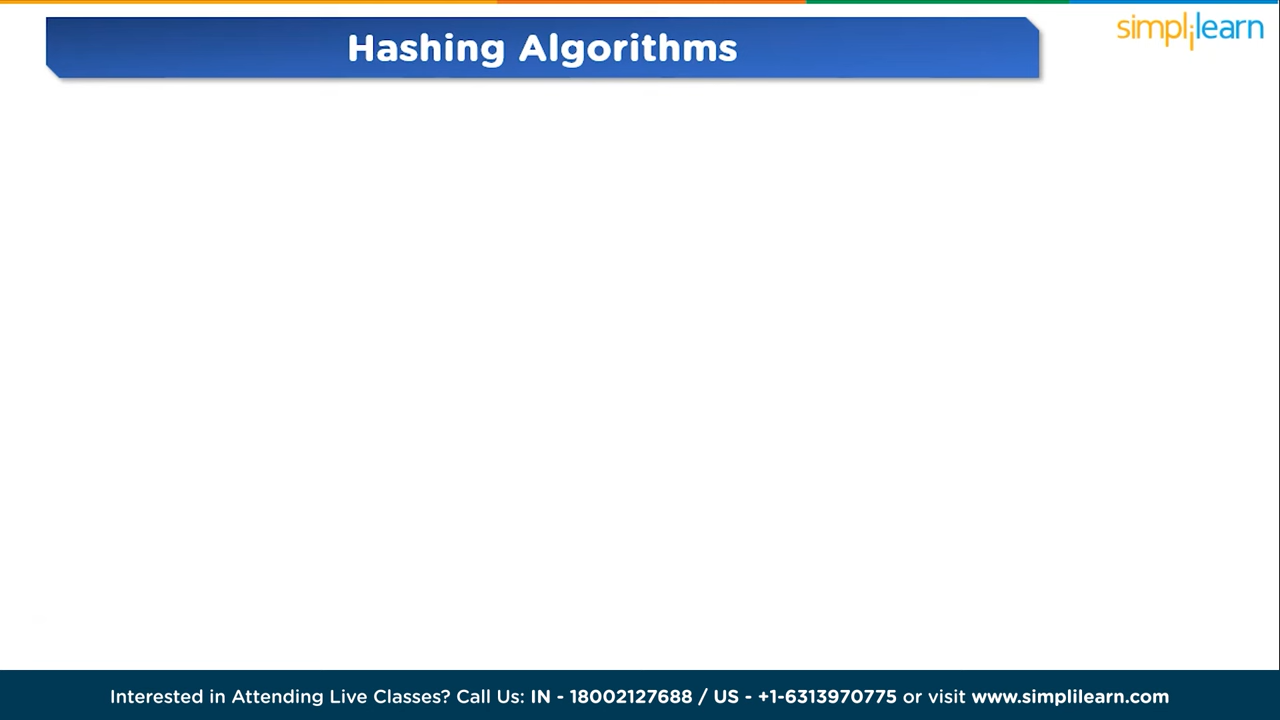 Hashing Algorithms
simplilearn
Interested in Attending Live Classes? Call Us: IN - 18002127688 / US - +1-6313970775 or visit www.simplilearn.com